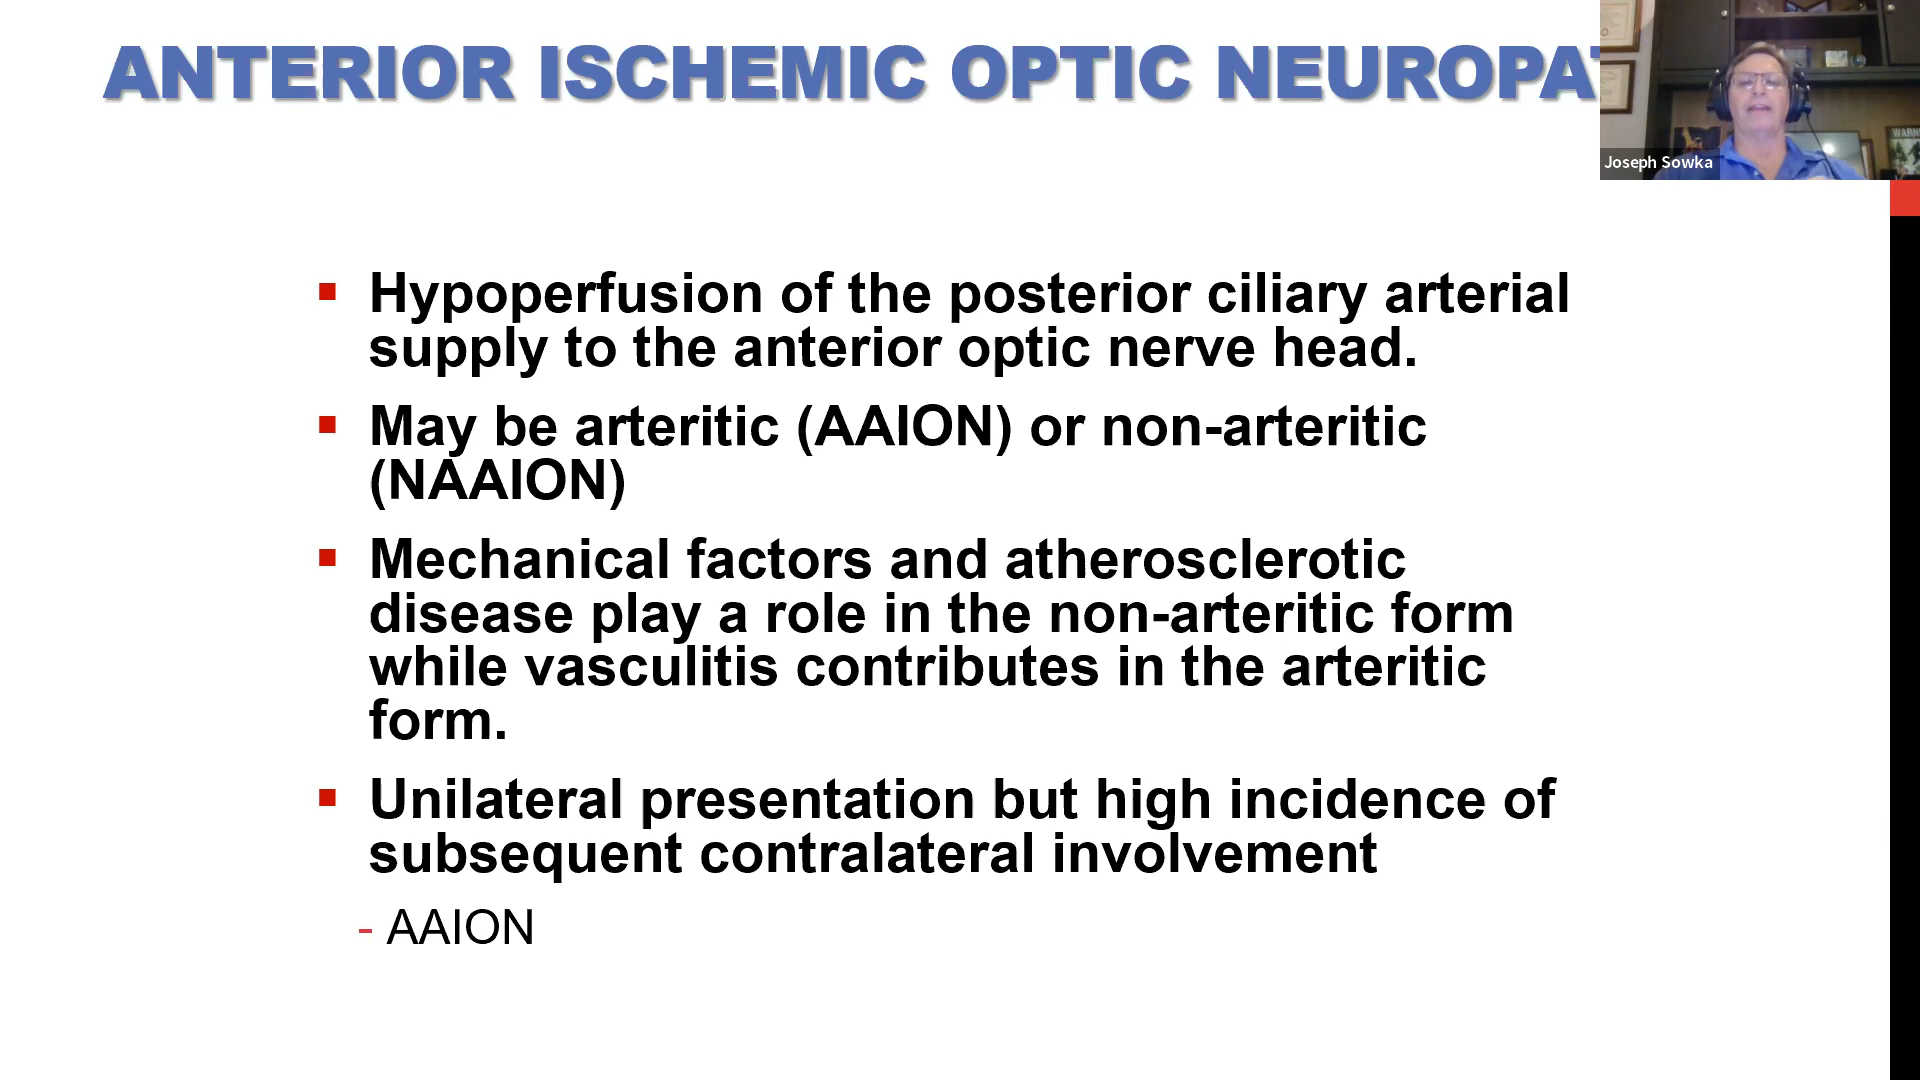 ANTERIOR ISCHEMIC OPTIC NEUROPA
Joseph Sowka
WARN
▪ Hypoperfusion of the posterior ciliary arterial
supply to the anterior optic nerve head.
▪ May be arteritic (AAION) or non-arteritic
(NAAION)
▪ Mechanical factors and atherosclerotic
disease play a role in the non-arteritic form
while vasculitis contributes in the arteritic
form.
▪ Unilateral presentation but high incidence of
subsequent contralateral involvement
- AAION